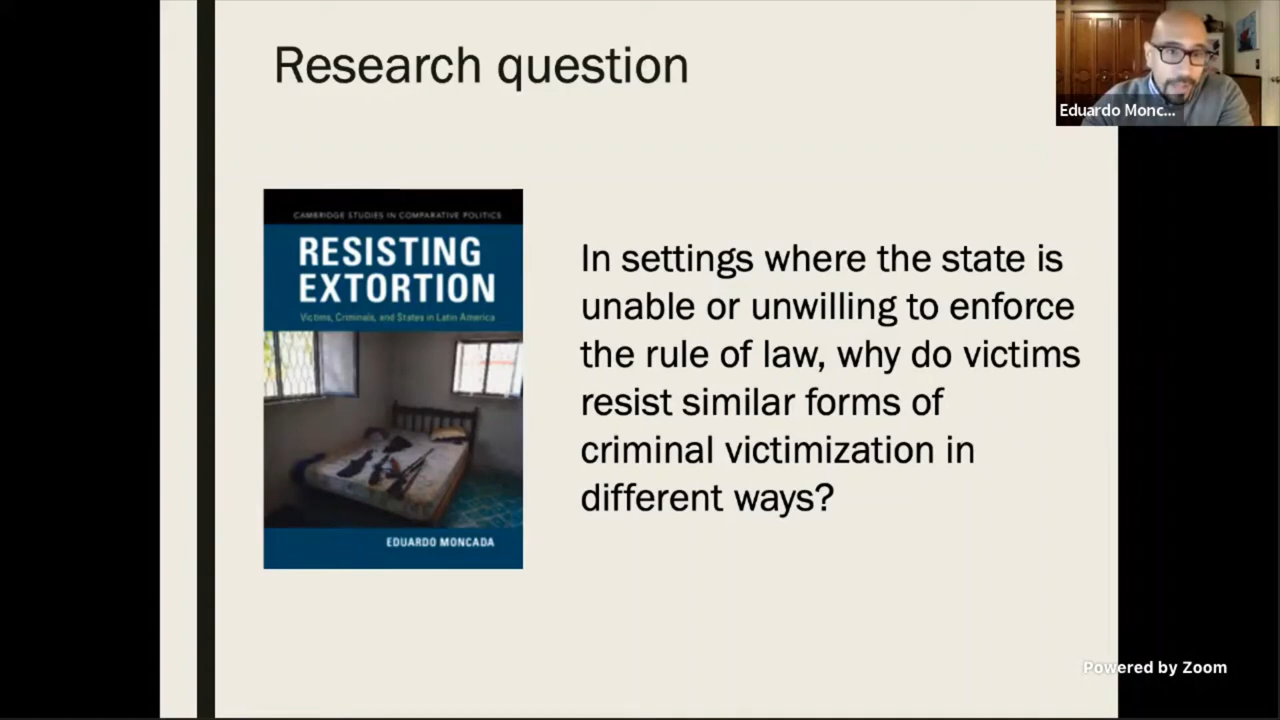 Research question
Eduardo Monc...
CAMBRIDGE STUDIES IN COMPARATIVE POLITICS
RESISTING
EXTORTION
Victims, Criminals, and States in Latin America
EDUARDO MONCADA
In settings where the state is
unable or unwilling to enforce
the rule of law, why do victims
resist similar forms of
criminal victimization in
different ways?
Powered by Zoom